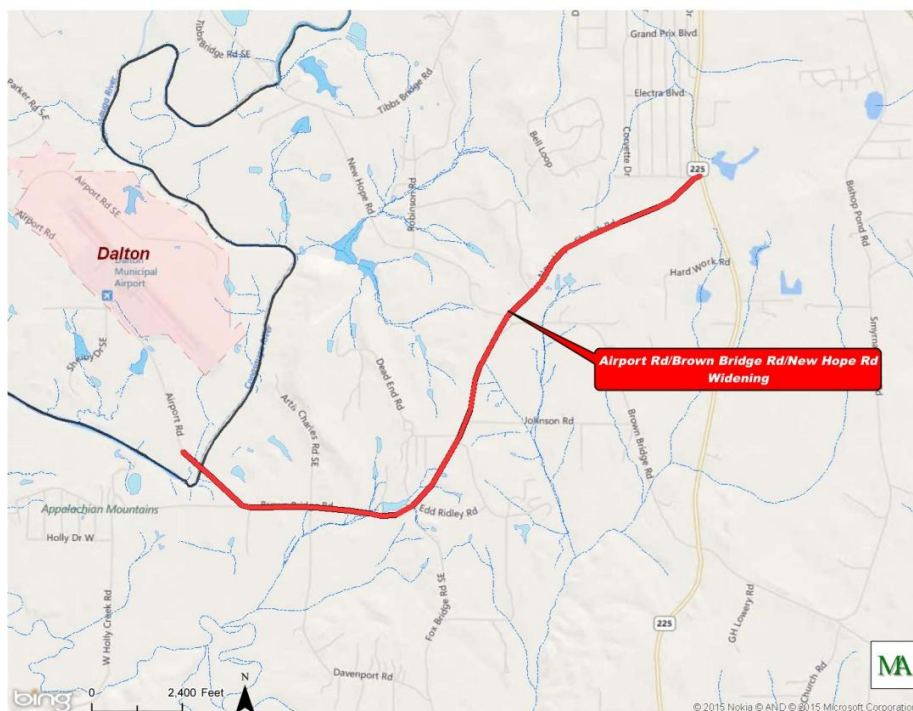 Grand Prix Blvd
Tibbs
Bridge Rd SE
Tibbs Bridge Rd
Electra Blvd
Parker Rd SE
Bell Loop
Corvette Dr
New Hope Rd
Robinson Rd
225
Airport Rd SE
Bishop Pond Rd
Airport Rd
Dalton
Dalton
Municipal
Airport
Hard Work Rd
Shelby Dr SE
Airport Rd/Brown Bridge Rd/New Hope Rd
Widening
Dead End Rd
Airport Rd
Johnson Rd
Brown Bridge Rd
Brown Bridge Rd
Edd Ridley Rd
Appalachian Mountains
Holly Dr W
W Holly Creek Rd
Fox Bridge Rd SE
225
GH Lowery Rd
Davenport Rd
Church Rd
MA
bing
0
2,400 Feet
N
© 2015 Nokia © AND © 2015 Microsoft Corporation